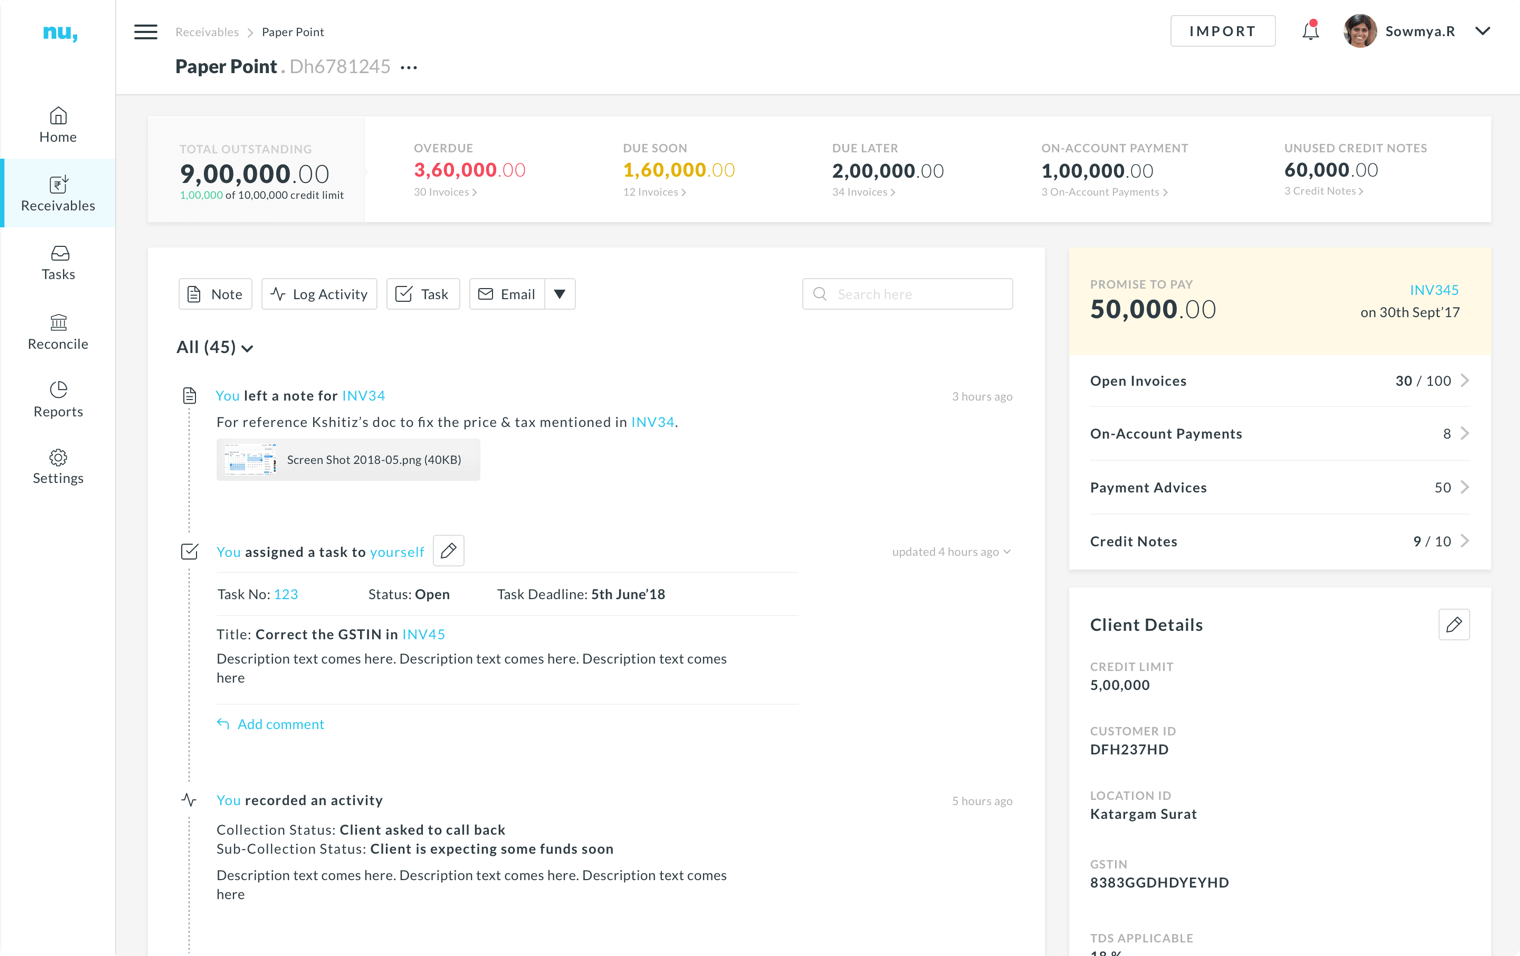 nu,
Receivables > Paper Point
IMPORT
Sowmya.R
Paper Point . Dh6781245 ...
Home
Receivables
Tasks
Reconcile
Reports
Settings
TOTAL OUTSTANDING
9,00,000.00
1,00,000 of 10,00,000 credit limit
OVERDUE
3,60,000.00
30 Invoices >
DUE SOON
1,60,000.00
12 Invoices >
DUE LATER
2,00,000.00
34 Invoices >
ON-ACCOUNT PAYMENT
1,00,000.00
3 On-Account Payments >
UNUSED CREDIT NOTES
60,000.00
3 Credit Notes >
Note
Log Activity
Task
Email
Search here
All (45)
You left a note for INV34
3 hours ago
For reference Kshitiz’s doc to fix the price & tax mentioned in INV34.
Screen Shot 2018-05.png (40KB)
You assigned a task to yourself
updated 4 hours ago
Task No: 123
Status: Open
Task Deadline: 5th June’18
Title: Correct the GSTIN in INV45
Description text comes here. Description text comes here. Description text comes
here
Add comment
You recorded an activity
5 hours ago
Collection Status: Client asked to call back
Sub-Collection Status: Client is expecting some funds soon
Description text comes here. Description text comes here. Description text comes
here
PROMISE TO PAY
50,000.00
INV345
on 30th Sept’17
Open Invoices
30 / 100
On-Account Payments
8
Payment Advices
50
Credit Notes
9 / 10
Client Details
CREDIT LIMIT
5,00,000
CUSTOMER ID
DFH237HD
LOCATION ID
Katargam Surat
GSTIN
8383GGDHDYEYHD
TDS APPLICABLE
18 %